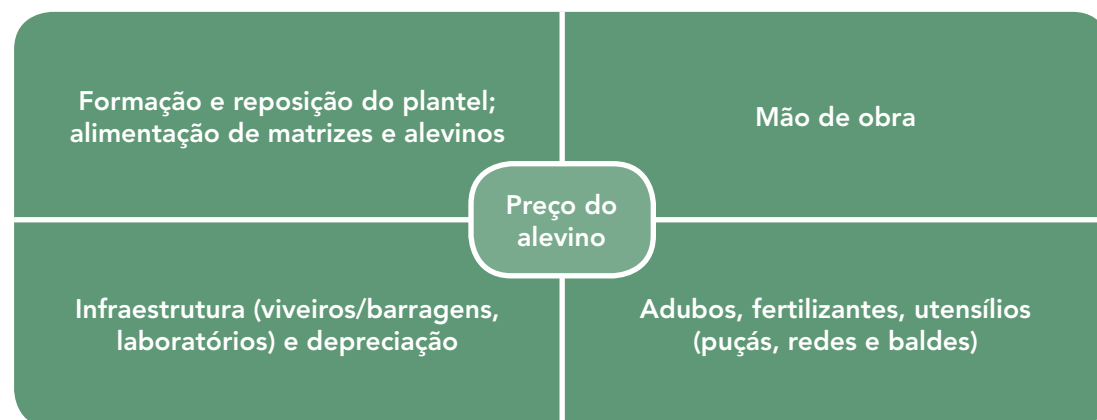 Formação e reposição do plantel;
alimentação de matrizes e alevinos
Mão de obra
Preço do
alevino
Infraestrutura (viveiros/barragens,
laboratórios) e depreciação
Adubos, fertilizantes, utensílios
(puçás, redes e baldes)